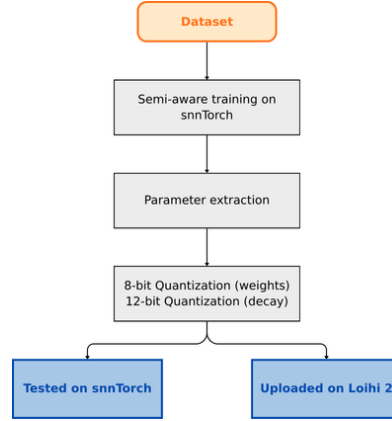 Dataset
Semi-aware training on
snnTorch
Parameter extraction
8-bit Quantization (weights)
12-bit Quantization (decay)
Tested on snnTorch
Uploaded on Loihi 2